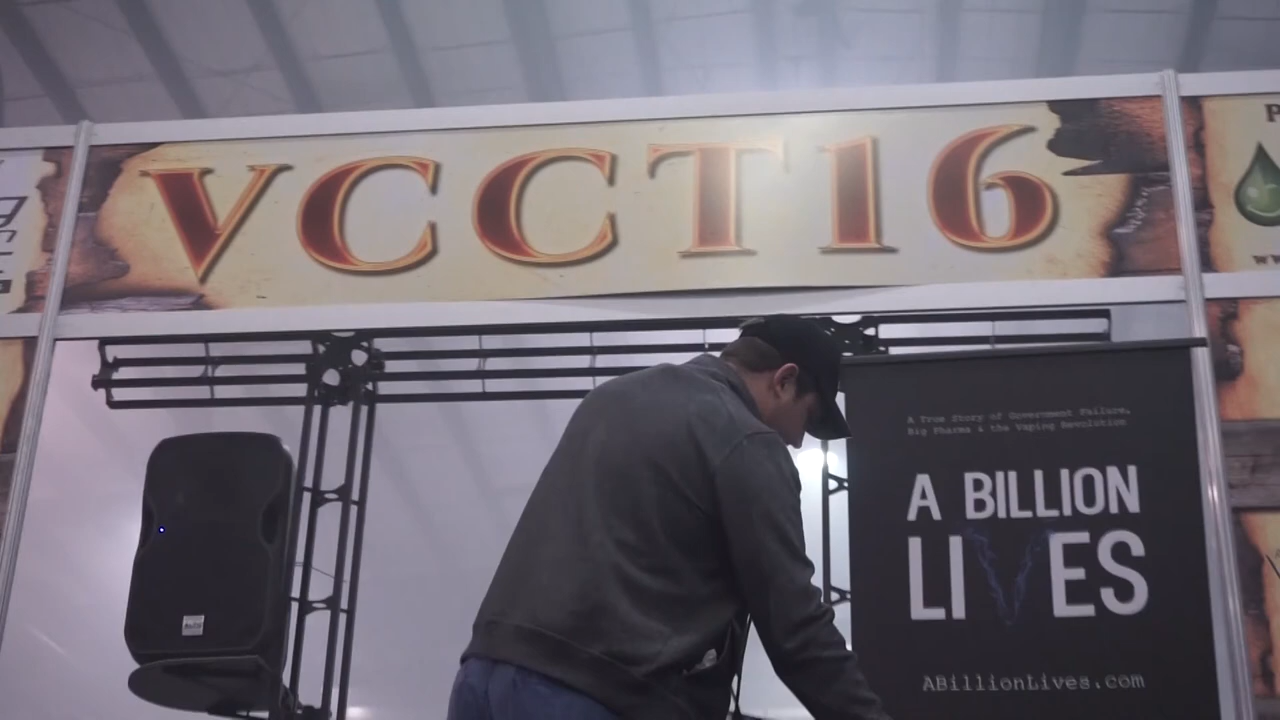 VCCT16
A True Story of Government Failure,
Big Pharma & the Vaping Revolution
A BILLION
LIVES
ABillionLives.com